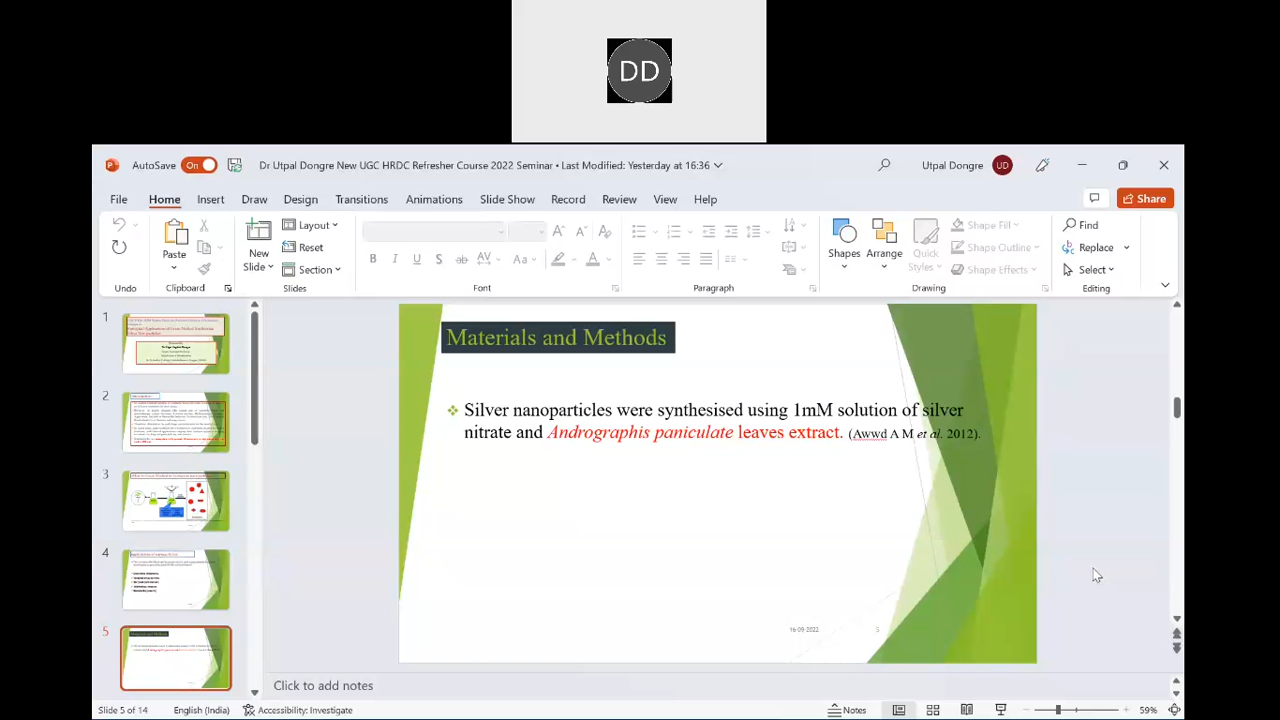 DD
AutoSave On Dr Utpal Dongre New UGC HRDC Refresher Course 2022 Seminar • Last Modified: Yesterday at 16:36 Utpal Dongre UD
File Home Insert Draw Design Transitions Animations Slide Show Record Review View Help Share
Paste
New
Slide
Layout
Reset
Section
Shapes
Arrange
Quick
Styles
Shape Fill
Shape Outline
Shape Effects
Find
Replace
Select
Undo Clipboard Slides Font Paragraph Drawing Editing
1
2
3
4
5
Materials and Methods
Silver nanoparticles were synthesised using 1mM silver
and Andrographis paniculate leaves extract et al. 2012).
16-09-2022 5
Click to add notes
Slide 5 of 14 English (India) Accessibility: Investigate Notes 59%